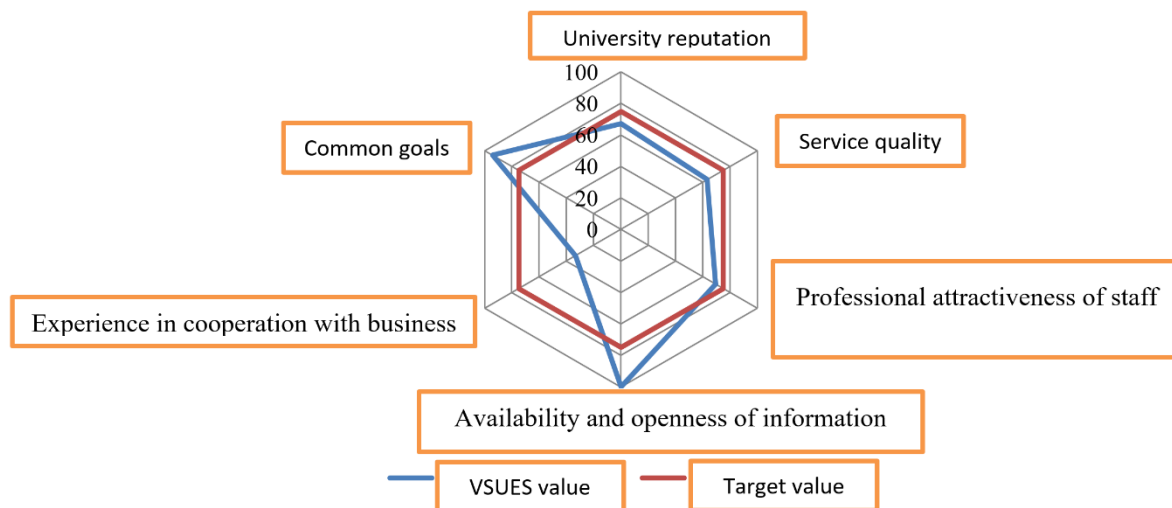 University reputation
100
80
60
40
20
0
Common goals
Service quality
Experience in cooperation with business
Professional attractiveness of staff
Availability and openness of information
VSUES value
Target value